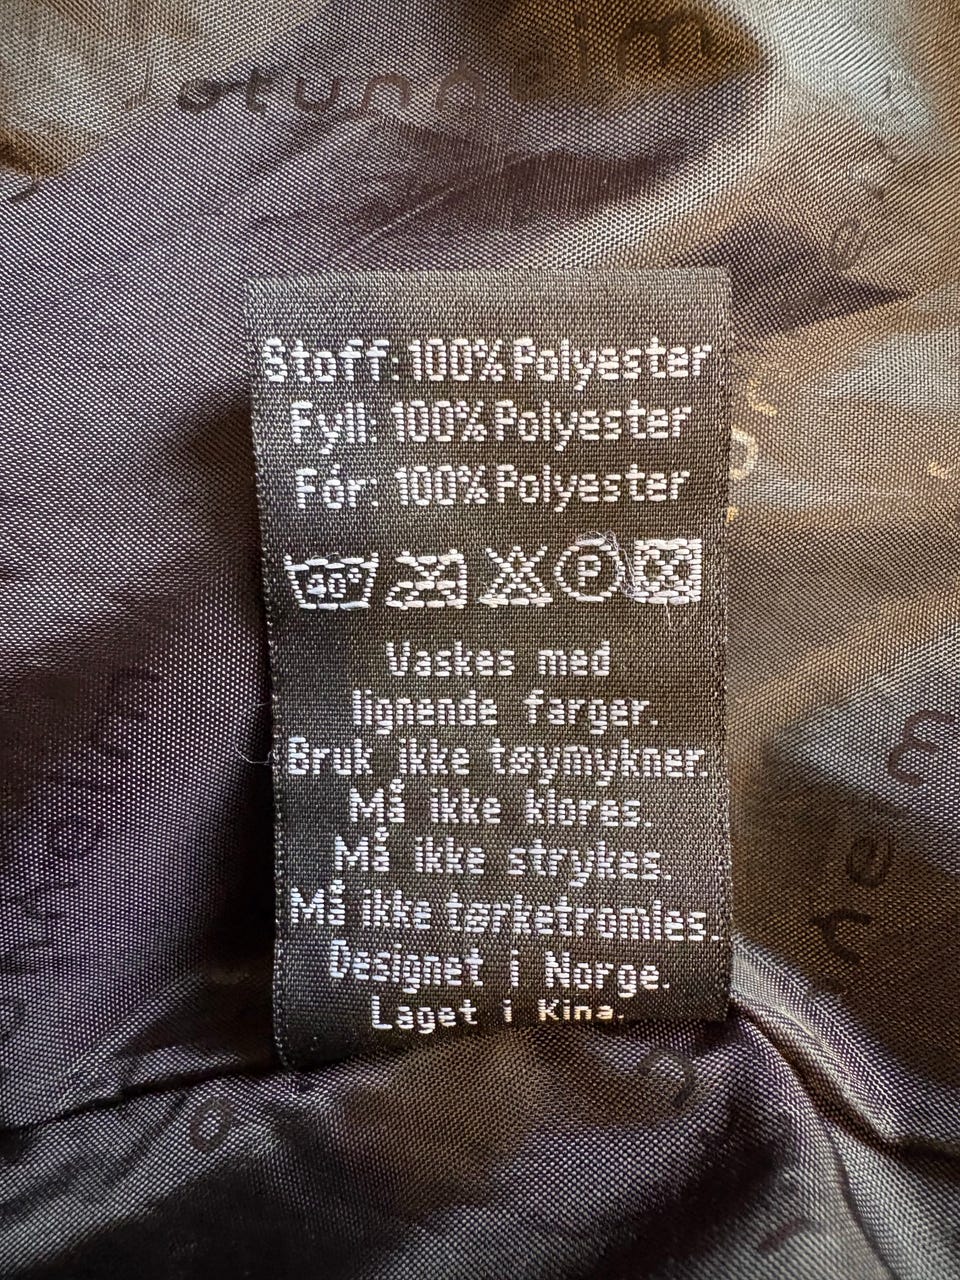 Stoff: 100% Polyester
Fyll: 100% Polyester
Fór: 100% Polyester
40° P
Vaskes med
lignende farger.
Bruk ikke tøymykner.
Må ikke klores.
Må ikke strykes.
Må ikke tørketromles.
Designet i Norge.
Laget i Kina.